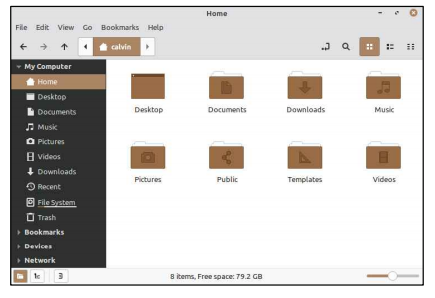 Home
File Edit View Go Bookmarks Help
calvin
My Computer
Home
Desktop
Documents
Music
Pictures
Videos
Downloads
Recent
File System
Trash
Bookmarks
Devices
Network
Desktop Documents Downloads Music
Pictures Public Templates Videos
8 items, Free space: 79.2 GB